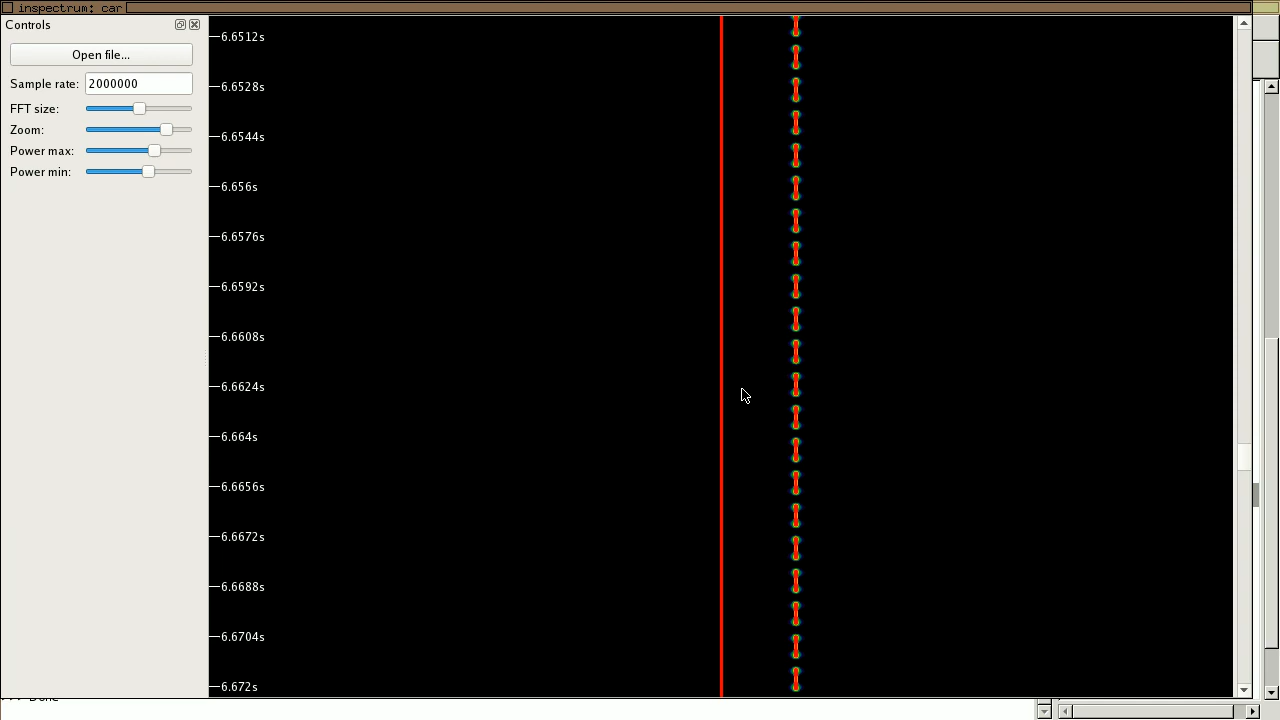 inspectrum: car
Controls
Open file...
Sample rate: 2000000
FFT size:
Zoom:
Power max:
Power min:
6.6512s
6.6528s
6.6544s
6.656s
6.6576s
6.6592s
6.6608s
6.6624s
6.664s
6.6656s
6.6672s
6.6688s
6.6704s
6.672s